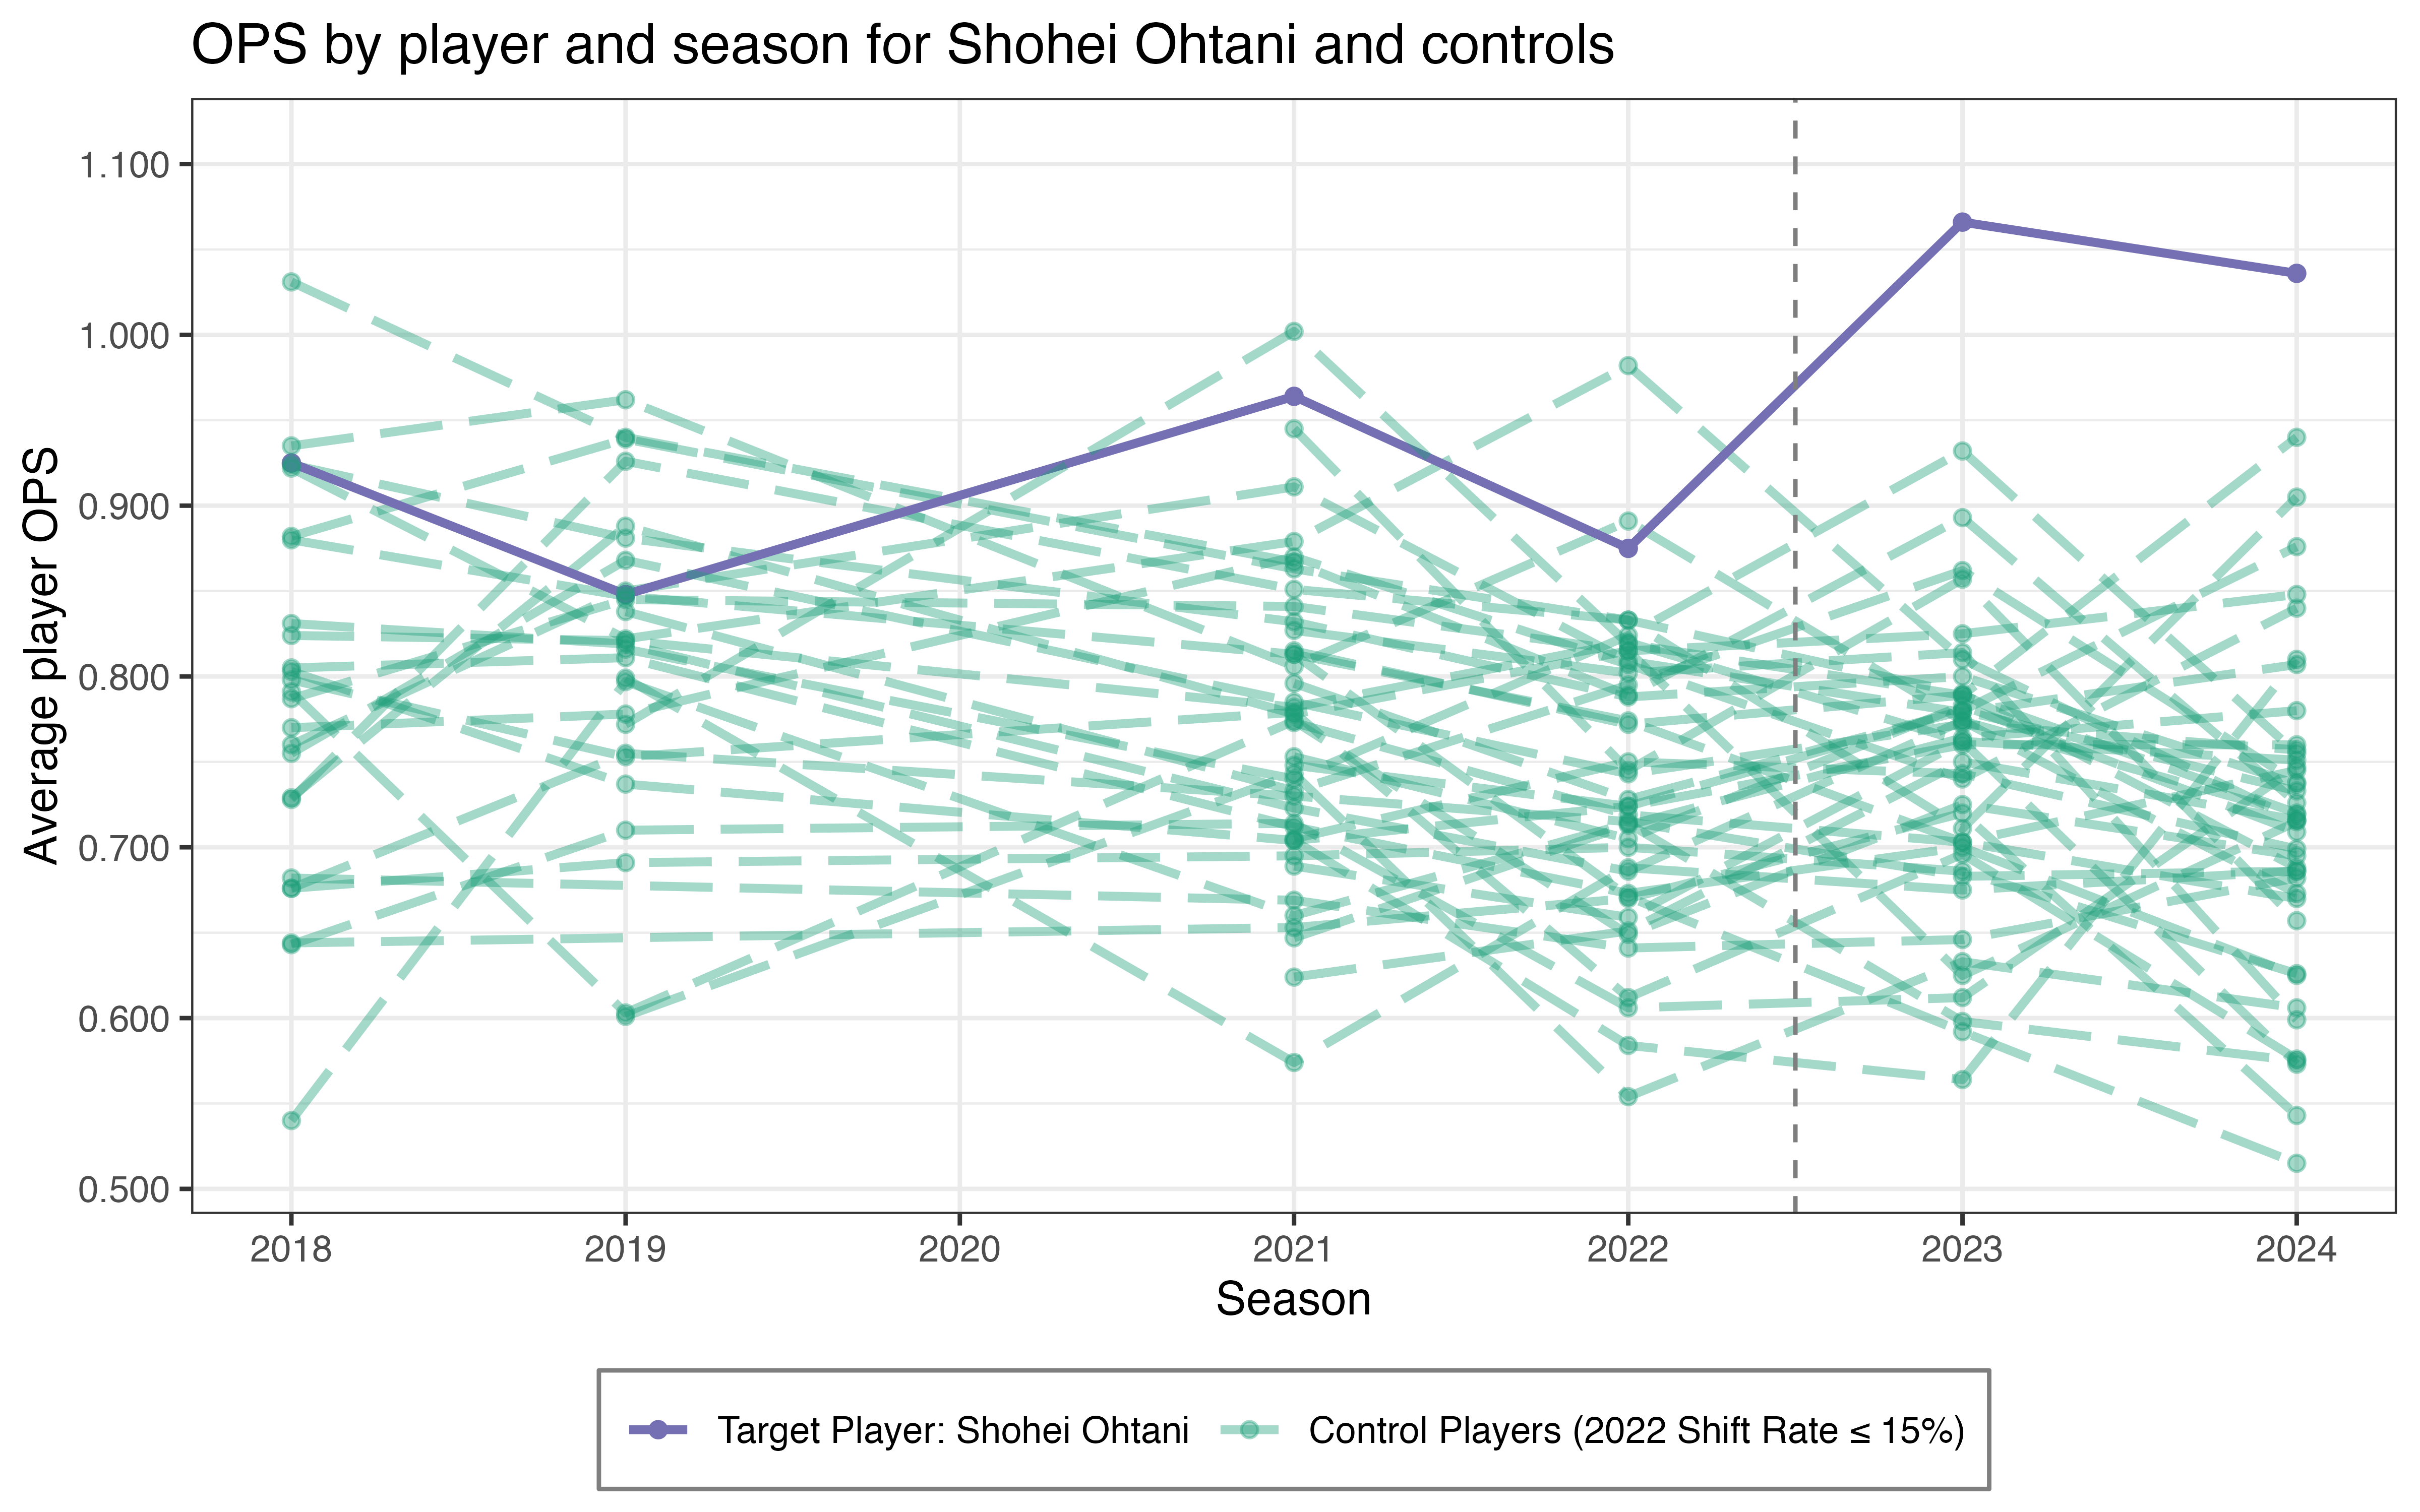 OPS by player and season for Shohei Ohtani and controls
Average player OPS
1.100
1.000
0.900
0.800
0.700
0.600
0.500
2018 2019 2020 2021 2022 2023 2024
Season
Target Player: Shohei Ohtani Control Players (2022 Shift Rate ≤ 15%)